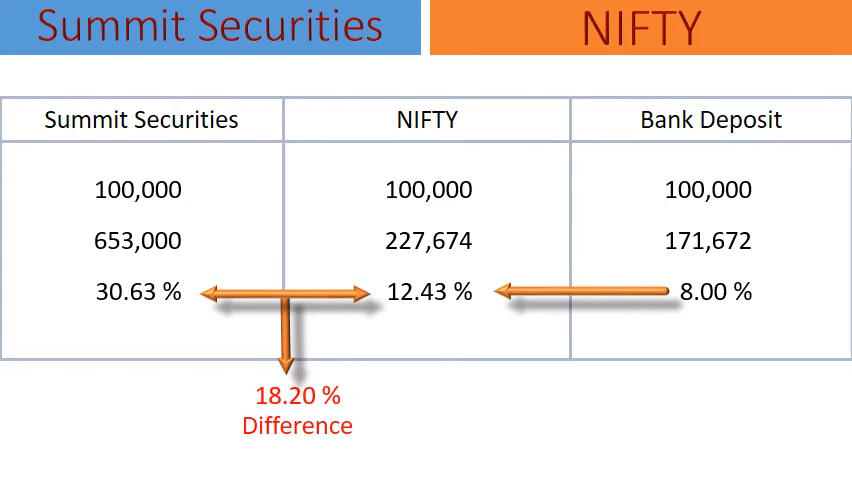 Summit Securities NIFTY
Summit Securities NIFTY Bank Deposit
100,000 100,000 100,000
653,000 227,674 171,672
30.63 % 12.43 % 8.00 %
18.20 %
Difference